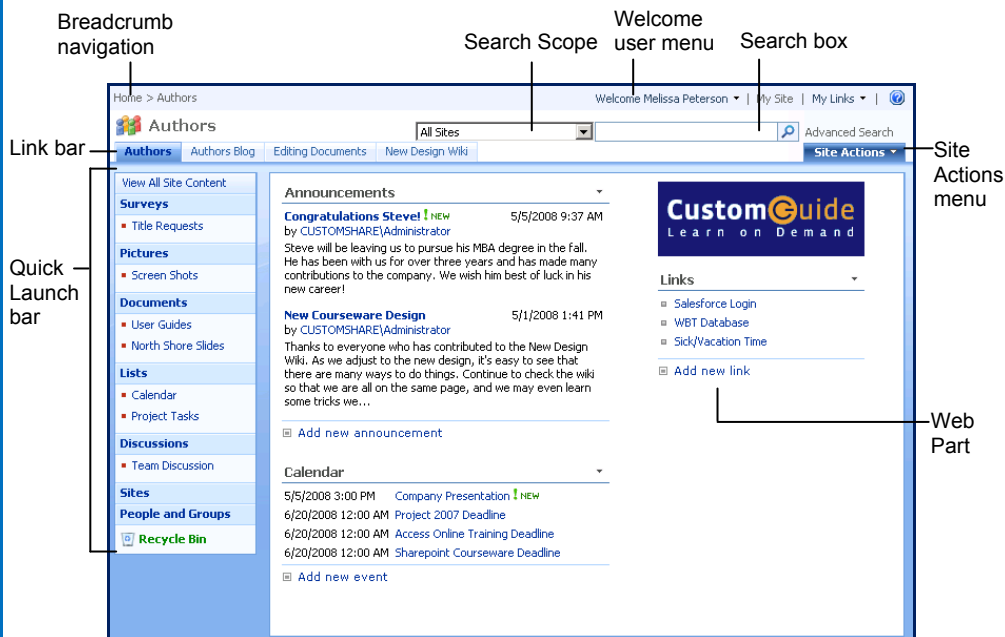 Breadcrumb
navigation
Search Scope
Welcome
user menu
Search box
Home > Authors
Welcome Melissa Peterson | My Site | My Links |
Authors
All Sites
Advanced Search
Link bar
Authors Authors Blog Editing Documents New Design Wiki
Site Actions
Site
Actions
menu
Quick
Launch
bar
View All Site Content
Surveys
Title Requests
Pictures
Screen Shots
Documents
User Guides
North Shore Slides
Lists
Calendar
Project Tasks
Discussions
Team Discussion
Sites
People and Groups
Recycle Bin
Announcements
Congratulations Steve! ! NEW 5/5/2008 9:37 AM
by CUSTOMSHARE\Administrator
Steve will be leaving us to pursue his MBA degree in the fall.
He has been with us for over three years and has made many
contributions to the company. We wish him best of luck in his
new career!
New Courseware Design 5/1/2008 1:41 PM
by CUSTOMSHARE\Administrator
Thanks to everyone who has contributed to the New Design
Wiki. As we adjust to the new design, it's easy to see that
there are many ways to do things. Continue to check the wiki
so that we are all on the same page, and we may even learn
some tricks we...
Add new announcement
Calendar
5/5/2008 3:00 PM Company Presentation ! NEW
6/20/2008 12:00 AM Project 2007 Deadline
6/20/2008 12:00 AM Access Online Training Deadline
6/20/2008 12:00 AM Sharepoint Courseware Deadline
Add new event
CustomGuide
Learn on Demand
Links
Salesforce Login
WBT Database
Sick/Vacation Time
Add new link
Web
Part